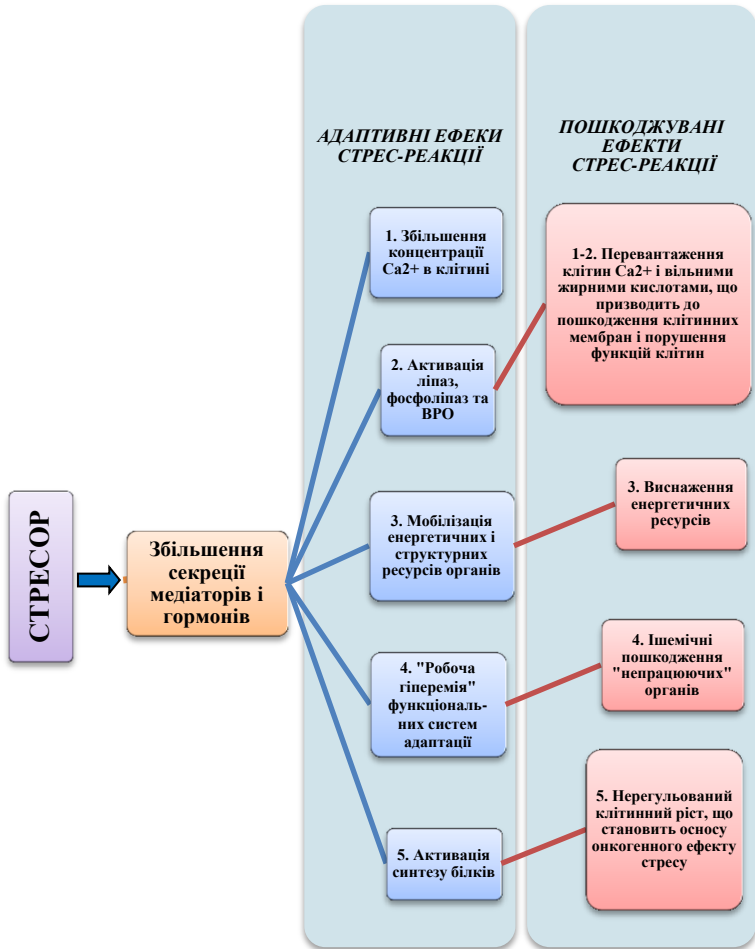 СТРЕСОР
Збільшення
секреції
медіаторів і
гормонів
АДАПТИВНІ ЕФЕКИ
СТРЕС-РЕАКЦІЇ
1. Збільшення
концентрації
Ca2+ в клітині
2. Активація
ліпаз,
фосфоліпаз та
ВРО
3. Мобілізація
енергетичних і
структурних
ресурсів органів
4. "Робоча
гіперемія"
функціональ-
них систем
адаптації
5. Активація
синтезу білків
ПОШКОДЖУВАНІ
ЕФЕКТИ
СТРЕС-РЕАКЦІЇ
1-2. Перевантаження
клітин Ca2+ і вільними
жирними кислотами, що
призводить до
пошкодження клітинних
мембран і порушення
функцій клітин
3. Виснаження
енергетичних
ресурсів
4. Ішемічні
пошкодження
"непрацюючих"
органів
5. Нерегульований
клітинний ріст, що
становить основу
онкогенного ефекту
стресу